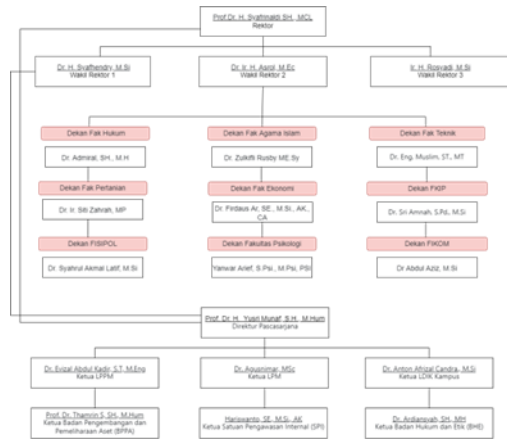 Prof.Dr. H. Syafrinaldi SH., MCL
Rektor
Dr. H. Syafhendry, M.Si
Wakil Rektor 1
Dr. Ir. H. Asrol, M.Ec
Wakil Rektor 2
Ir. H. Rosyadi, M.Si
Wakil Rektor 3
Dekan Fak Hukum
Dekan Fak Agama Islam
Dekan Fak Teknik
Dr. Admiral, SH., M.H
Dr. Zulkifli Rusby ME.Sy
Dr. Eng. Muslim, ST., MT
Dekan Fak Pertanian
Dekan Fak Ekonomi
Dekan FKIP
Dr. Ir. Siti Zahrah, MP
Dr. Firdaus Ar, SE., M.Si., AK.,
CA
Dr. Sri Amnah, S.Pd., M.Si
Dekan FISIPOL
Dekan Fakultas Psikologi
Dekan FIKOM
Dr. Syahrul Akmal Latif, M.Si
Yanwar Arief, S.Psi., M.Psi, PSi
Dr Abdul Aziz, M.Si
Prof. Dr. H. Yusri Munaf, S.H., M.Hum
Direktur Pascasarjana
Dr. Evizal Abdul Kadir, S.T, M.Eng
Ketua LPPM
Dr. Agusnimar, MSc
Ketua LPM
Dr. Anton Afrizal Candra, M.Si
Ketua LDIK Kampus
Prof. Dr. Thamrin S, SH., M.Hum
Ketua Badan Pengembangan dan
Pemeliharaan Aset (BPPA)
Hariswanto, SE, M.Si, AK
Ketua Satuan Pengawasan Internal (SPI)
Dr. Ardiansyah, SH., MH
Ketua Badan Hukum dan Etik (BHE)